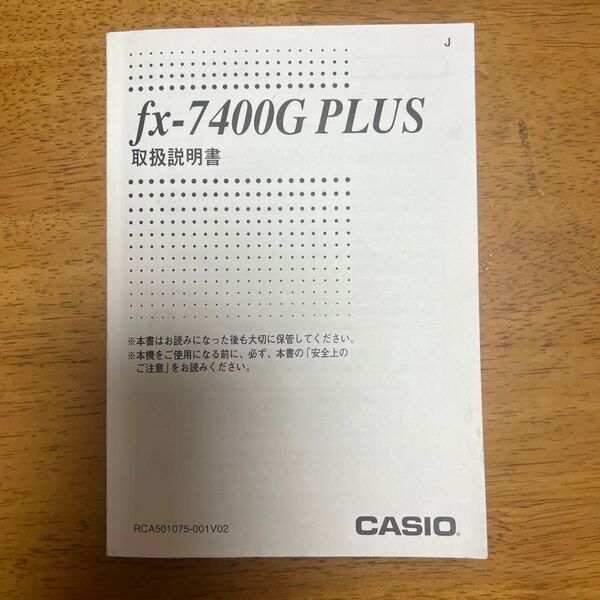 J
fx-7400G PLUS
取扱説明書
※本書はお読みになった後も大切に保管してください。
※本機をご使用になる前に、必ず、本書の「安全上の
ご注意」をお読みください。
RCA501075-001V02
CASIO®